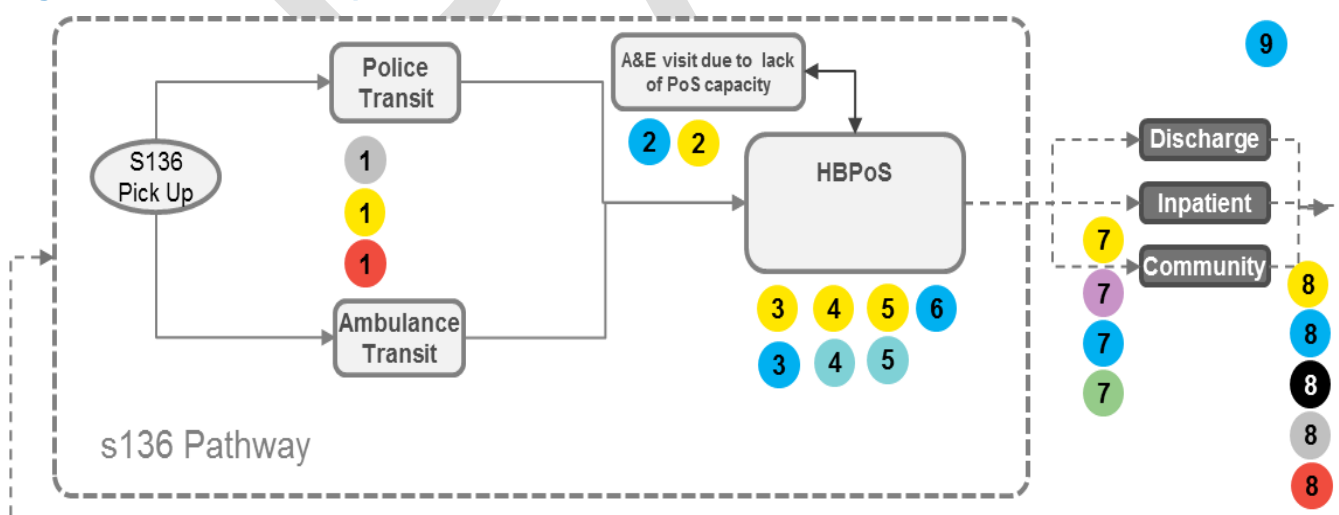 9
Police
Transit
A&E visit due to lack
of PoS capacity
S136
Pick Up
1
1
1
2 2
HBPoS
Discharge
Inpatient
Community
Ambulance
Transit
3 4 5 6
3 4 5
7
7
7
7
8
8
8
8
8
s136 Pathway